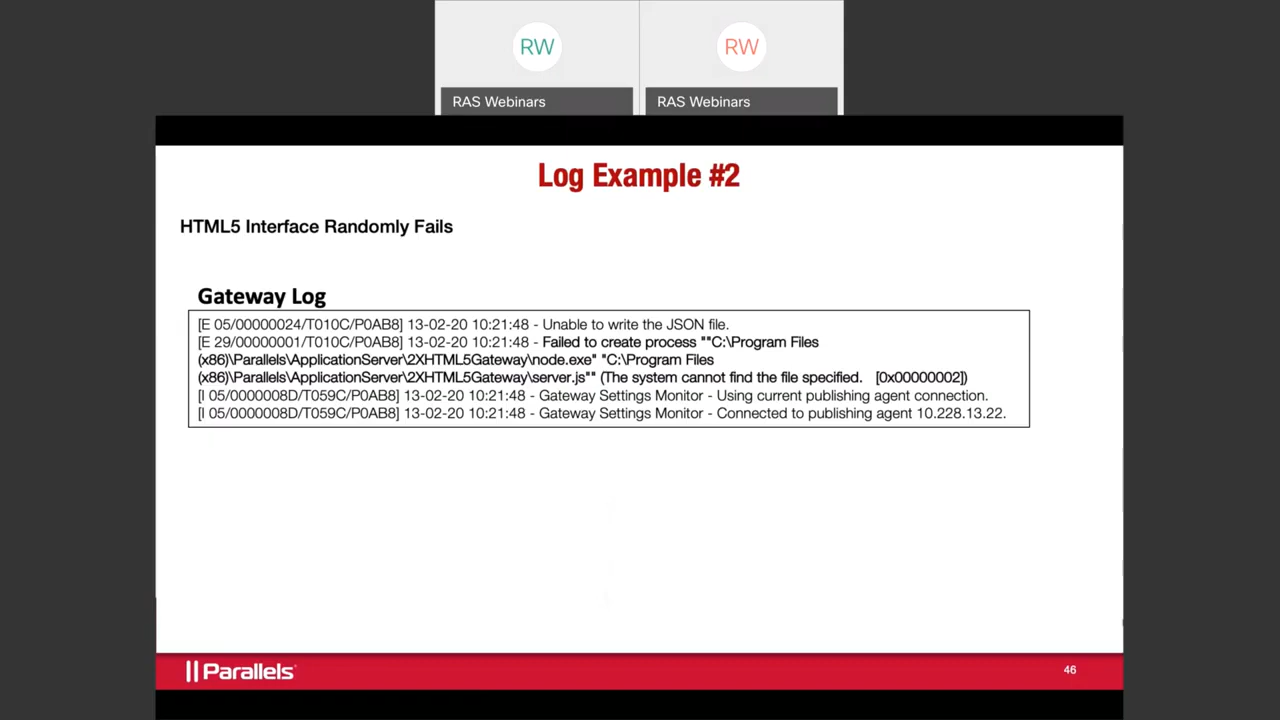 RW
RW
RAS Webinars
RAS Webinars
Log Example #2
HTML5 Interface Randomly Fails
Gateway Log
[E 05/00000024/T010C/P0AB8] 13-02-20 10:21:48 - Unable to write the JSON file.
[E 29/00000001/T010C/P0AB8] 13-02-20 10:21:48 - Failed to create process ""C:\Program Files
(x86)\Parallels\ApplicationServer\2XHTML5Gateway\node.exe" "C:\Program Files
(x86)\Parallels\ApplicationServer\2XHTML5Gateway\server.js"" (The system cannot find the file specified. [0x00000002])
[I 05/0000008D/T059C/P0AB8] 13-02-20 10:21:48 - Gateway Settings Monitor - Using current publishing agent connection.
[I 05/0000008D/T059C/P0AB8] 13-02-20 10:21:48 - Gateway Settings Monitor - Connected to publishing agent 10.228.13.22.
Parallels
46